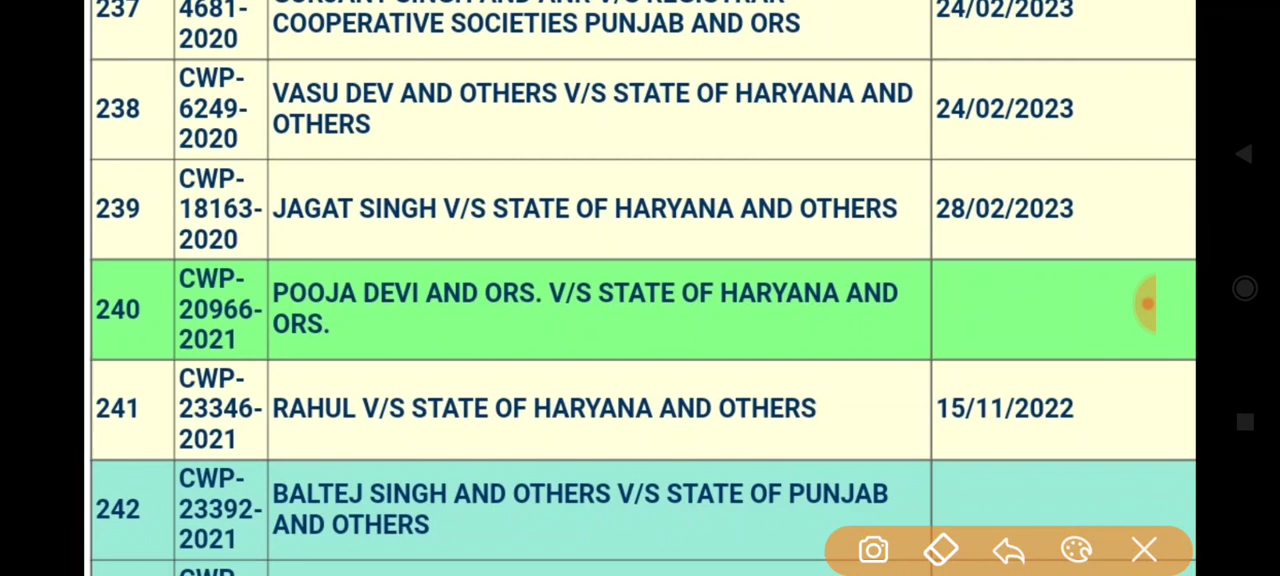 237
4681-
2020
COOPERATIVE SOCIETIES PUNJAB AND ORS
24/02/2023
238
CWP-
6249-
2020
VASU DEV AND OTHERS V/S STATE OF HARYANA AND
OTHERS
24/02/2023
239
CWP-
18163-
2020
JAGAT SINGH V/S STATE OF HARYANA AND OTHERS
28/02/2023
240
CWP-
20966-
2021
POOJA DEVI AND ORS. V/S STATE OF HARYANA AND
ORS.
241
CWP-
23346-
2021
RAHUL V/S STATE OF HARYANA AND OTHERS
15/11/2022
242
CWP-
23392-
2021
BALTEJ SINGH AND OTHERS V/S STATE OF PUNJAB
AND OTHERS
CWP-